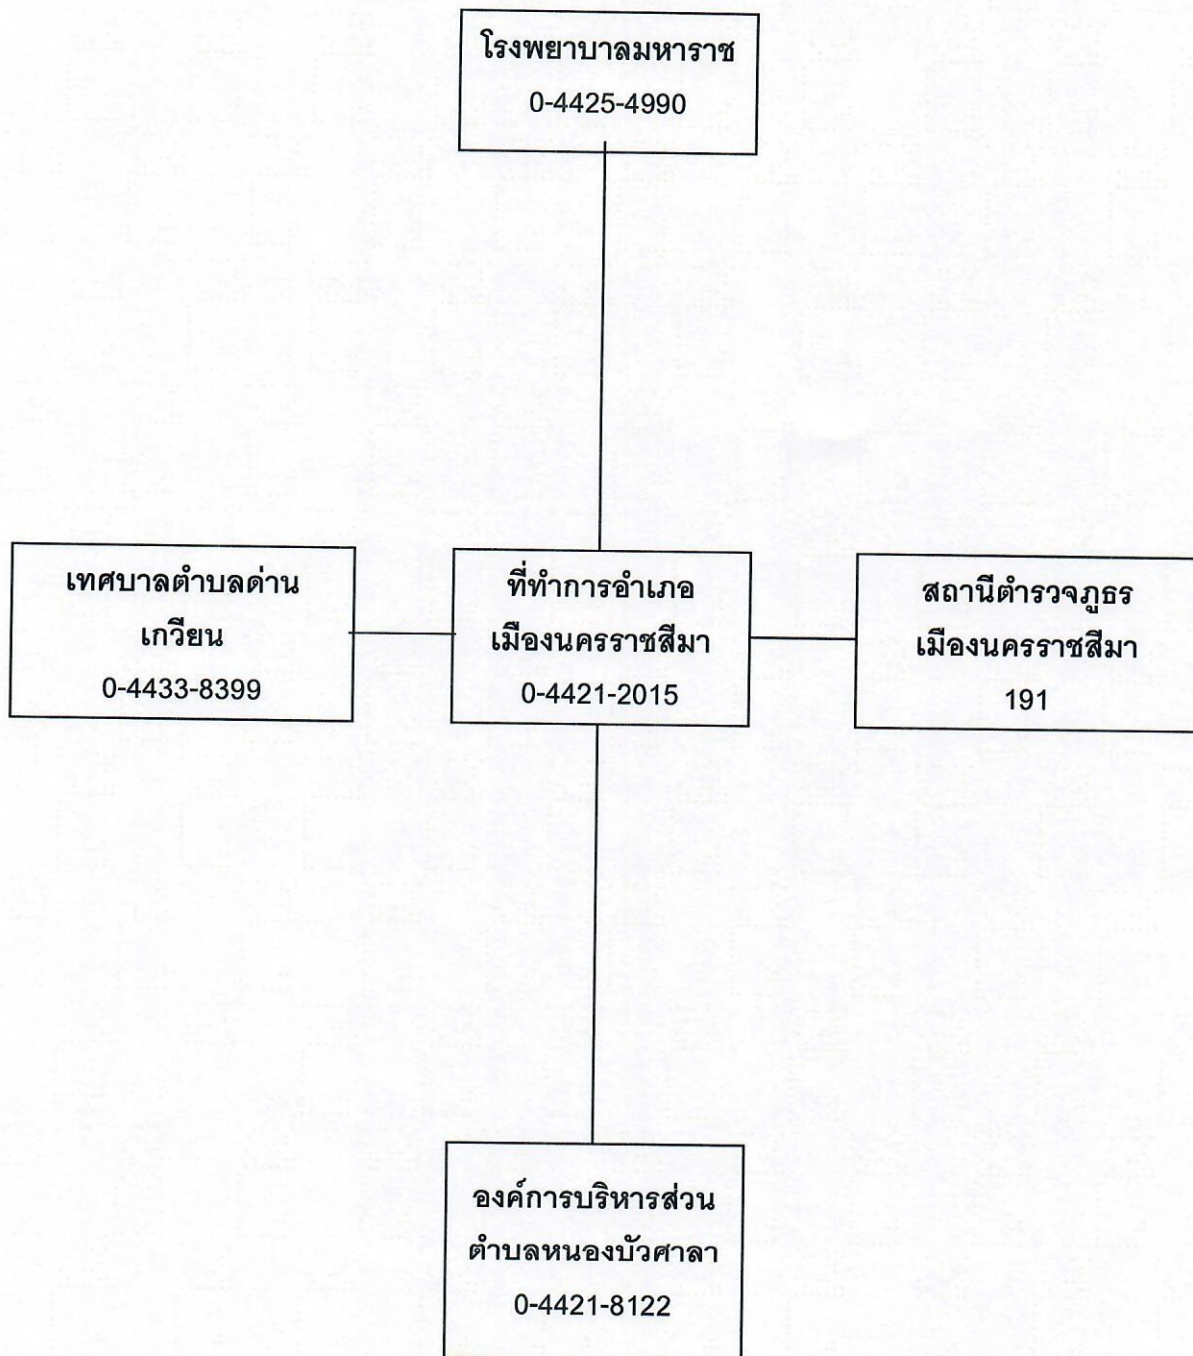 โรงพยาบาลมหาราช
0-4425-4990
เทศบาลตำบลด่าน
เกวียน
0-4433-8399
ที่ทำการอำเภอ
เมืองนครราชสีมา
0-4421-2015
สถานีตำรวจภูธร
เมืองนครราชสีมา
191
องค์การบริหารส่วน
ตำบลหนองบัวศาลา
0-4421-8122